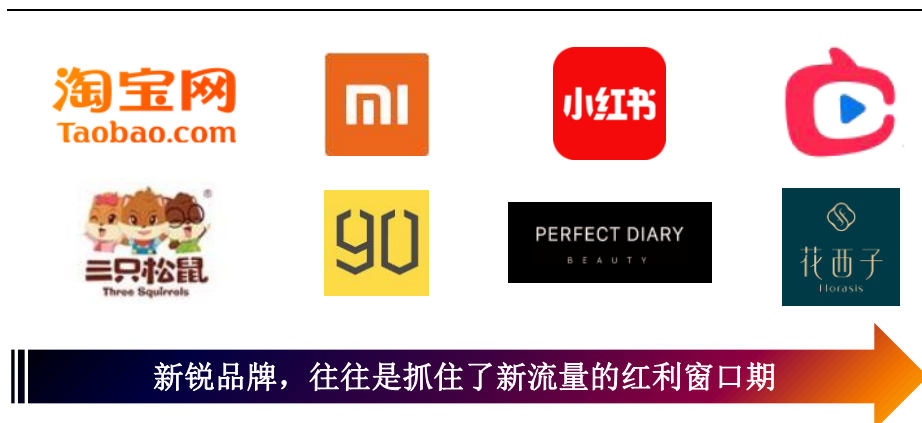 淘宝网
Taobao.com
mi
小红书
三只松鼠
Three Squirrels
®
90
PERFECT DIARY
BEAUTY
花西子
Florasis
新锐品牌，往往是抓住了新流量的红利窗口期